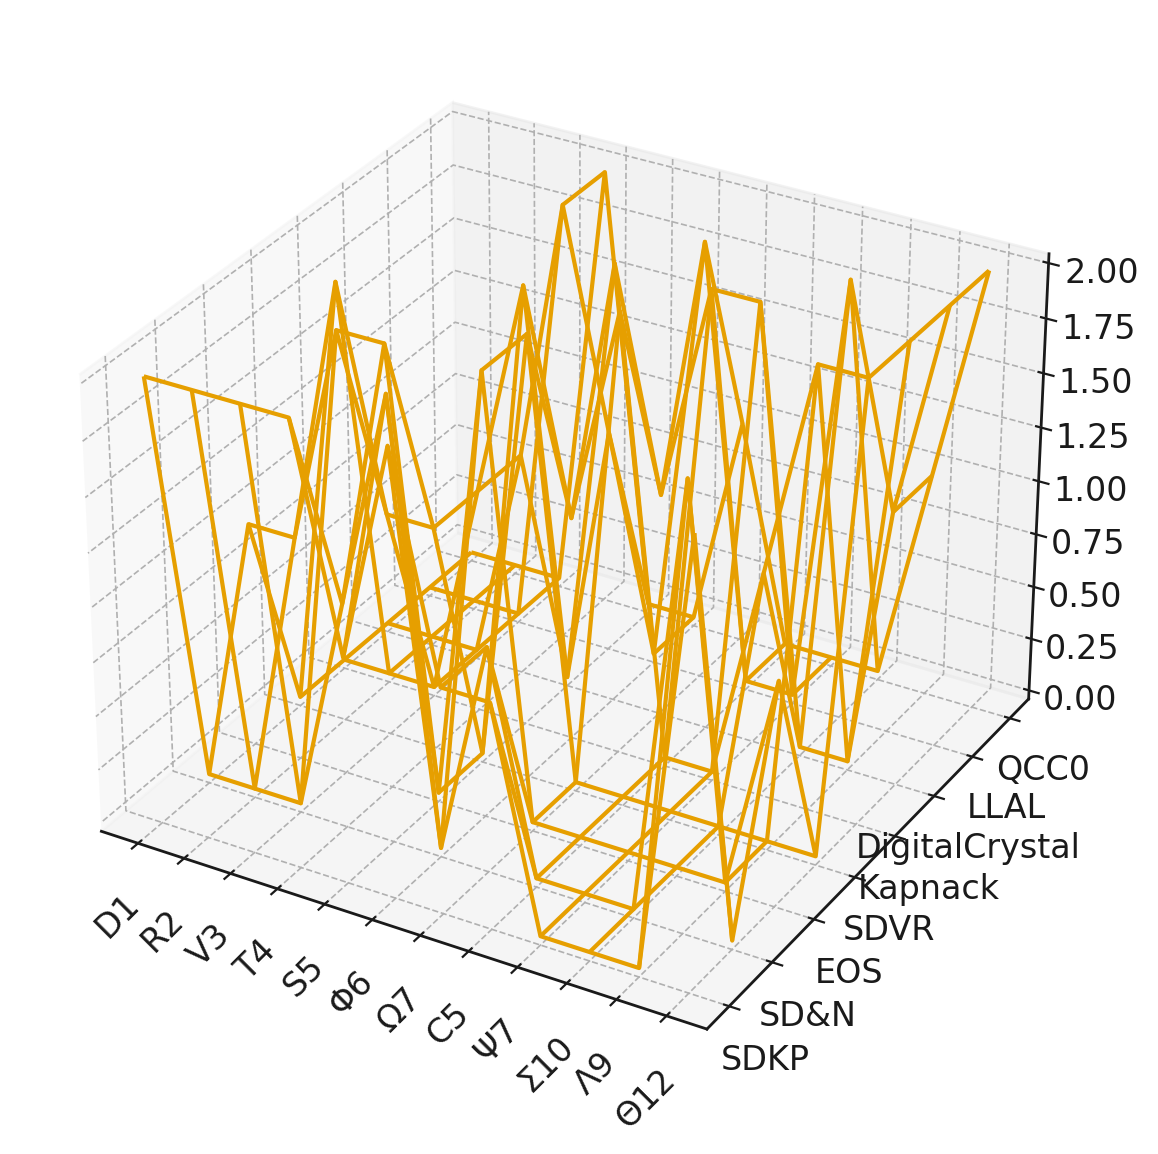 2.00
1.75
1.50
1.25
1.00
0.75
0.50
0.25
0.00
QCC0
LLAL
DigitalCrystal
Kapnack
SDVR
EOS
SD&N
SDKP
D1
R2
V3
T4
S5
Φ6
Ω7
C5
Ψ7
Σ10
Λ9
Θ12